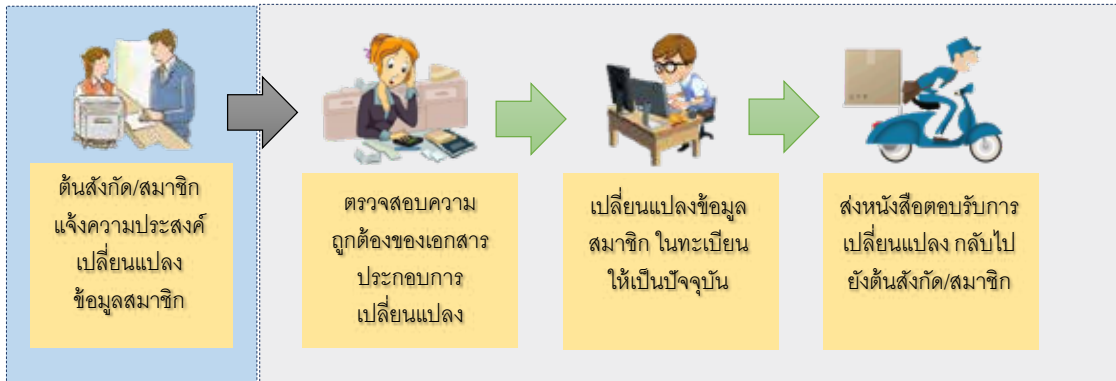 ต้นสังกัด/สมาชิก
แจ้งความประสงค์
เปลี่ยนแปลง
ข้อมูลสมาชิก
ตรวจสอบความ
ถูกต้องของเอกสาร
ประกอบการ
เปลี่ยนแปลง
เปลี่ยนแปลงข้อมูล
สมาชิก ในทะเบียน
ให้เป็นปัจจุบัน
ส่งหนังสือตอบรับการ
เปลี่ยนแปลง กลับไป
ยังต้นสังกัด/สมาชิก